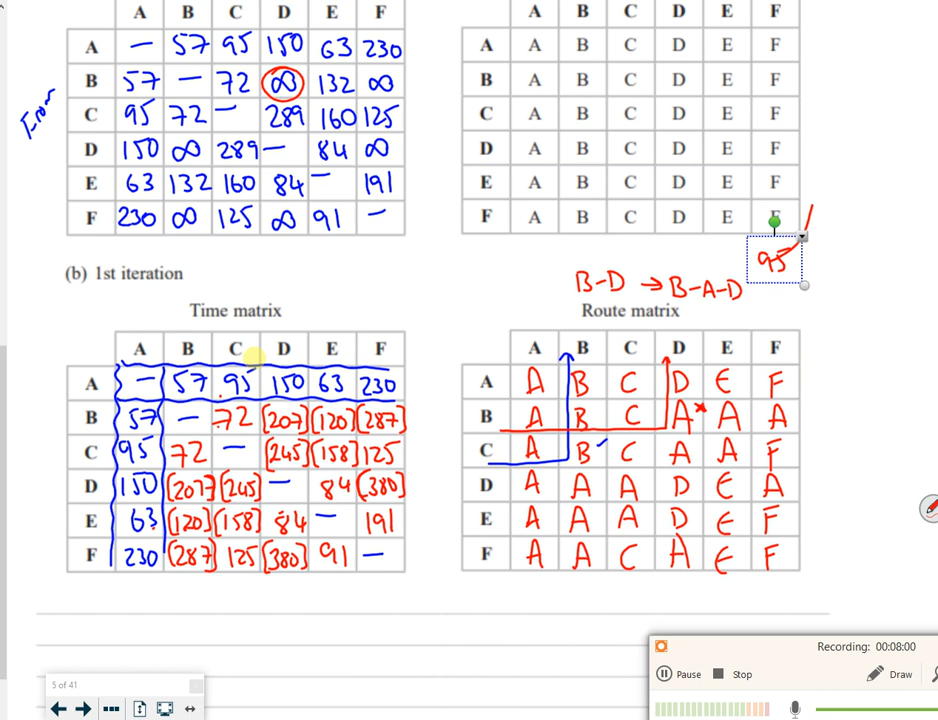 A B C D E F
A — 57 95 150 63 230
B 57 — 72 ∞ 132 ∞
C 95 72 — 289 160 125
D 150 ∞ 289 — 84 ∞
E 63 132 160 84 — 191
F 230 ∞ 125 ∞ 91 —
From
A B C D E F
A A B C D E F
B A B C D E F
C A B C D E F
D A B C D E F
E A B C D E F
F A B C D E
95
(b) 1st iteration
B-D → B-A-D
Time matrix
A B C D E F
A — 57 95 150 63 230
B 57 — 72 [207] [120] [287]
C 95 72 — [245] [158] 125
D 150 [207] [245] — 84 [380]
E 63 [120] [158] 84 — 191
F 230 [287] 125 [380] 91 —
Route matrix
A B C D E F
A A B C D E F
B A B C A* A A
C A B C A A F
D A A A D E A
E A A A D E F
F A A C A E F
Recording: 00:08:00
Pause Stop Draw
5 of 41